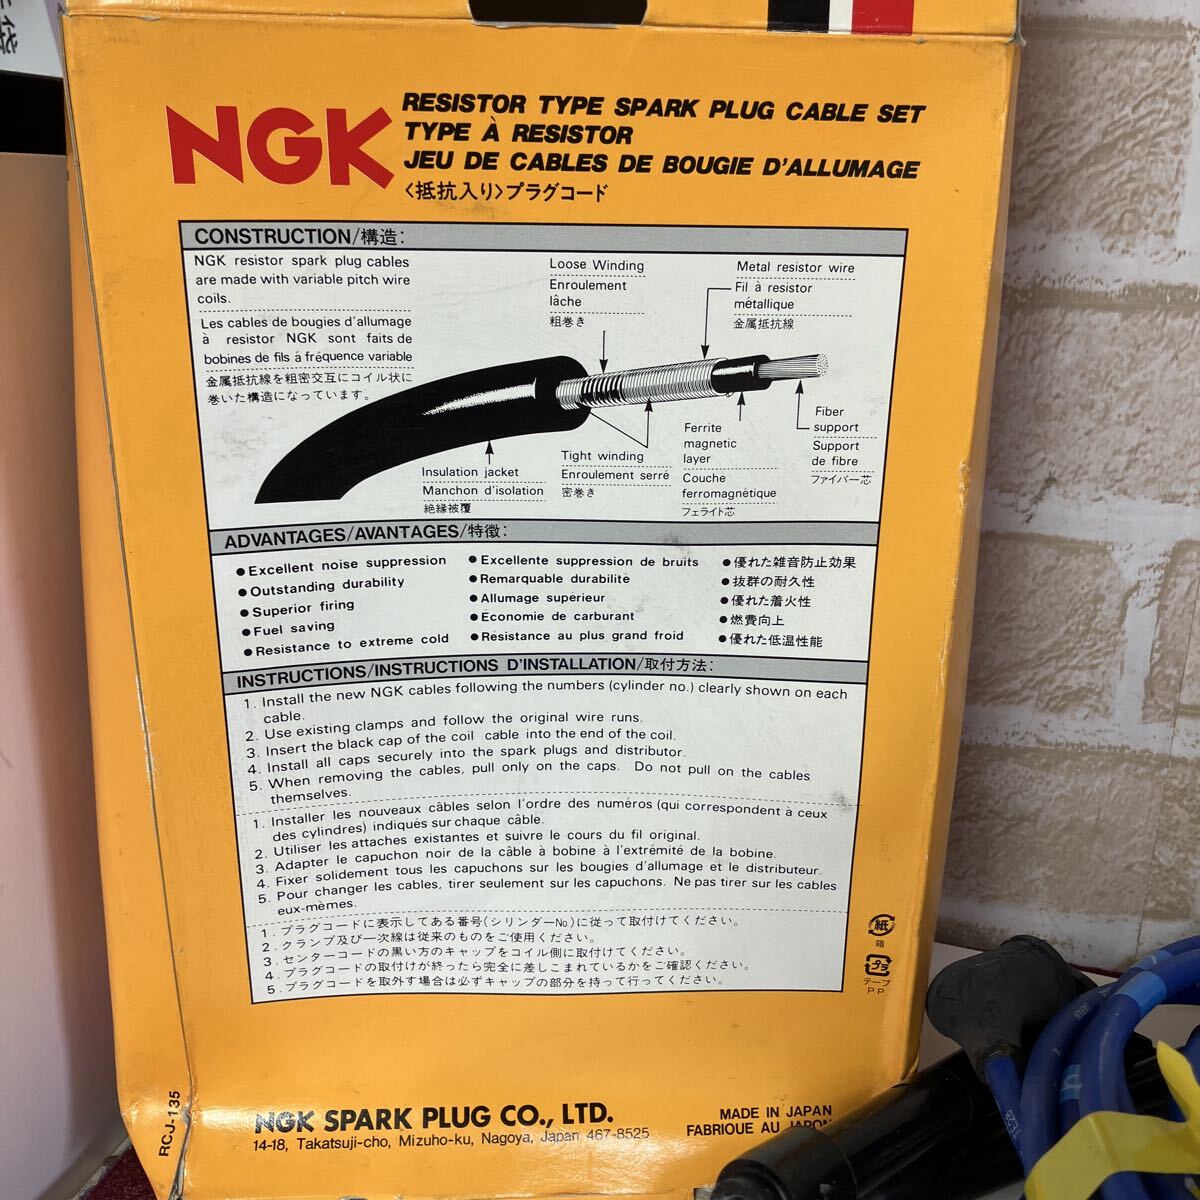 NGK
RESISTOR TYPE SPARK PLUG CABLE SET
TYPE À RESISTOR
JEU DE CABLES DE BOUGIE D'ALLUMAGE
〈抵抗入り〉プラグコード
CONSTRUCTION/構造:
NGK resistor spark plug cables
are made with variable pitch wire
coils.
Les cables de bougies d'allumage
à resistor NGK sont faits de
bobines de fils á fréquence variable
金属抵抗線を粗密交互にコイル状に
巻いた構造になっています。
Loose Winding
Enroulement
lâche
粗巻き
Metal resistor wire
Fil à resistor
métallique
金属抵抗線
Insulation jacket
Manchon d'isolation
絶縁被覆
Tight winding
Enroulement serré
密巻き
Ferrite
magnetic
layer
Couche
ferromagnétique
フェライト芯
Fiber
support
Support
de fibre
ファイバー芯
ADVANTAGES/AVANTAGES/特徴:
● Excellent noise suppression
● Outstanding durability
● Superior firing
● Fuel saving
● Resistance to extreme cold
● Excellente suppression de bruits
● Remarquable durabilité
● Allumage supérieur
● Économie de carburant
● Résistance au plus grand froid
● 優れた雑音防止効果
● 抜群の耐久性
● 優れた着火性
● 燃費向上
● 優れた低温性能
INSTRUCTIONS/INSTRUCTIONS D'INSTALLATION/取付方法:
1. Install the new NGK cables following the numbers (cylinder no.) clearly shown on each
cable.
2. Use existing clamps and follow the original wire runs.
3. Insert the black cap of the coil cable into the end of the coil.
4. Install all caps securely into the spark plugs and distributor.
5. When removing the cables, pull only on the caps. Do not pull on the cables
themselves.
1. Installer les nouveaux câbles selon l'ordre des numéros (qui correspondent à ceux
des cylindres) indiqués sur chaque câble.
2. Utiliser les attaches existantes et suivre le cours du fil original.
3. Adapter le capuchon noir de la câble à bobine à l'extrémité de la bobine.
4. Fixer solidement tous les capuchons sur les bougies d'allumage et le distributeur.
5. Pour changer les cables, tirer seulement sur les capuchons. Ne pas tirer sur les cables
eux-mèmes.
1. プラグコードに表示してある番号(シリンダーNo)に従って取付けてください。
2. クランプ及び一次線は従来のものをご使用ください。
3. センターコードの黒い方のキャップをコイル側に取付けてください。
4. プラグコードの取付けが終ったら完全に差しこまれているかをご確認ください。
5. プラグコードを取外す場合は必ずキャップの部分を持って行ってください。
紙
箱
プラ
テープ
PP
RCJ-135
NGK SPARK PLUG CO., LTD.
14-18, Takatsuji-cho, Mizuho-ku, Nagoya, Japan 467-8525
MADE IN JAPAN
FABRIQUE AU JAPON